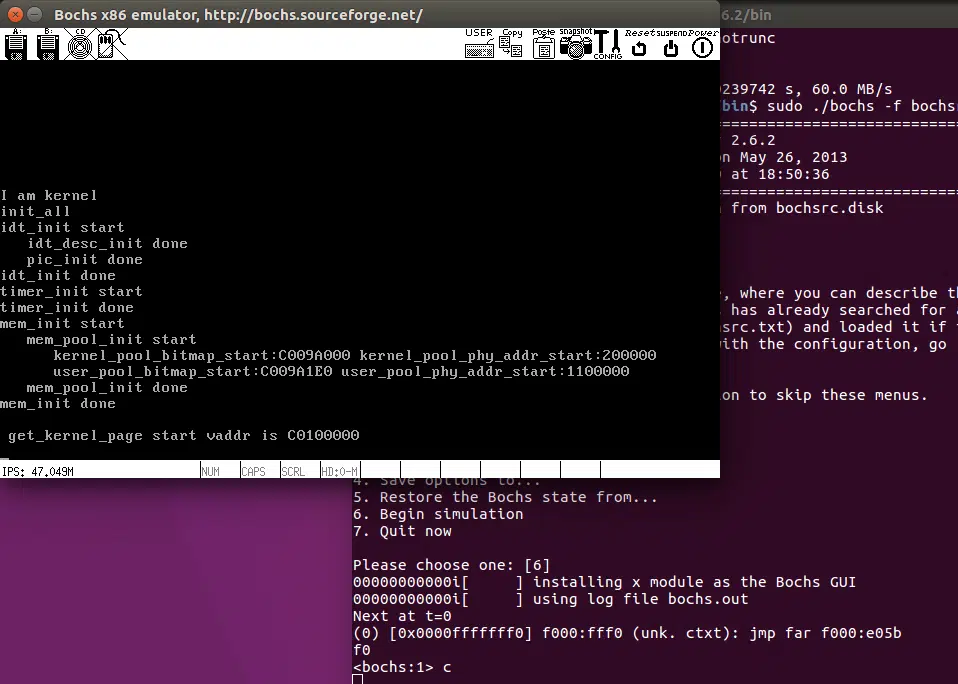 Bochs x86 emulator, http://bochs.sourceforge.net/
A: B: CD USER Copy Paste snapshot CONFIG Reset SUSPEND Power
I am kernel
init_all
idt_init start
idt_desc_init done
pic_init done
idt_init done
timer_init start
timer_init done
mem_init start
mem_pool_init start
kernel_pool_bitmap_start:C009A000 kernel_pool_phy_addr_start:200000
user_pool_bitmap_start:C009A1E0 user_pool_phy_addr_start:1100000
mem_pool_init done
mem_init done
get_kernel_page start vaddr is C0100000
IPS: 47.049M NUM CAPS SCRL HD:0-M
6.2/bin
otrunc
239742 s, 60.0 MB/s
bin$ sudo ./bochs -f bochs
========================
2.6.2
on May 26, 2013
at 18:50:36
========================
from bochsrc.disk
, where you can describe th
has already searched for
src.txt) and loaded it if
with the configuration, go
on to skip these menus.
4. Save options to...
5. Restore the Bochs state from...
6. Begin simulation
7. Quit now
Please choose one: [6]
00000000000i[      ] installing x module as the Bochs GUI
00000000000i[      ] using log file bochs.out
Next at t=0
(0) [0x0000fffffff0] f000:fff0 (unk. ctxt): jmp far f000:e05b
f0
<bochs:1> c